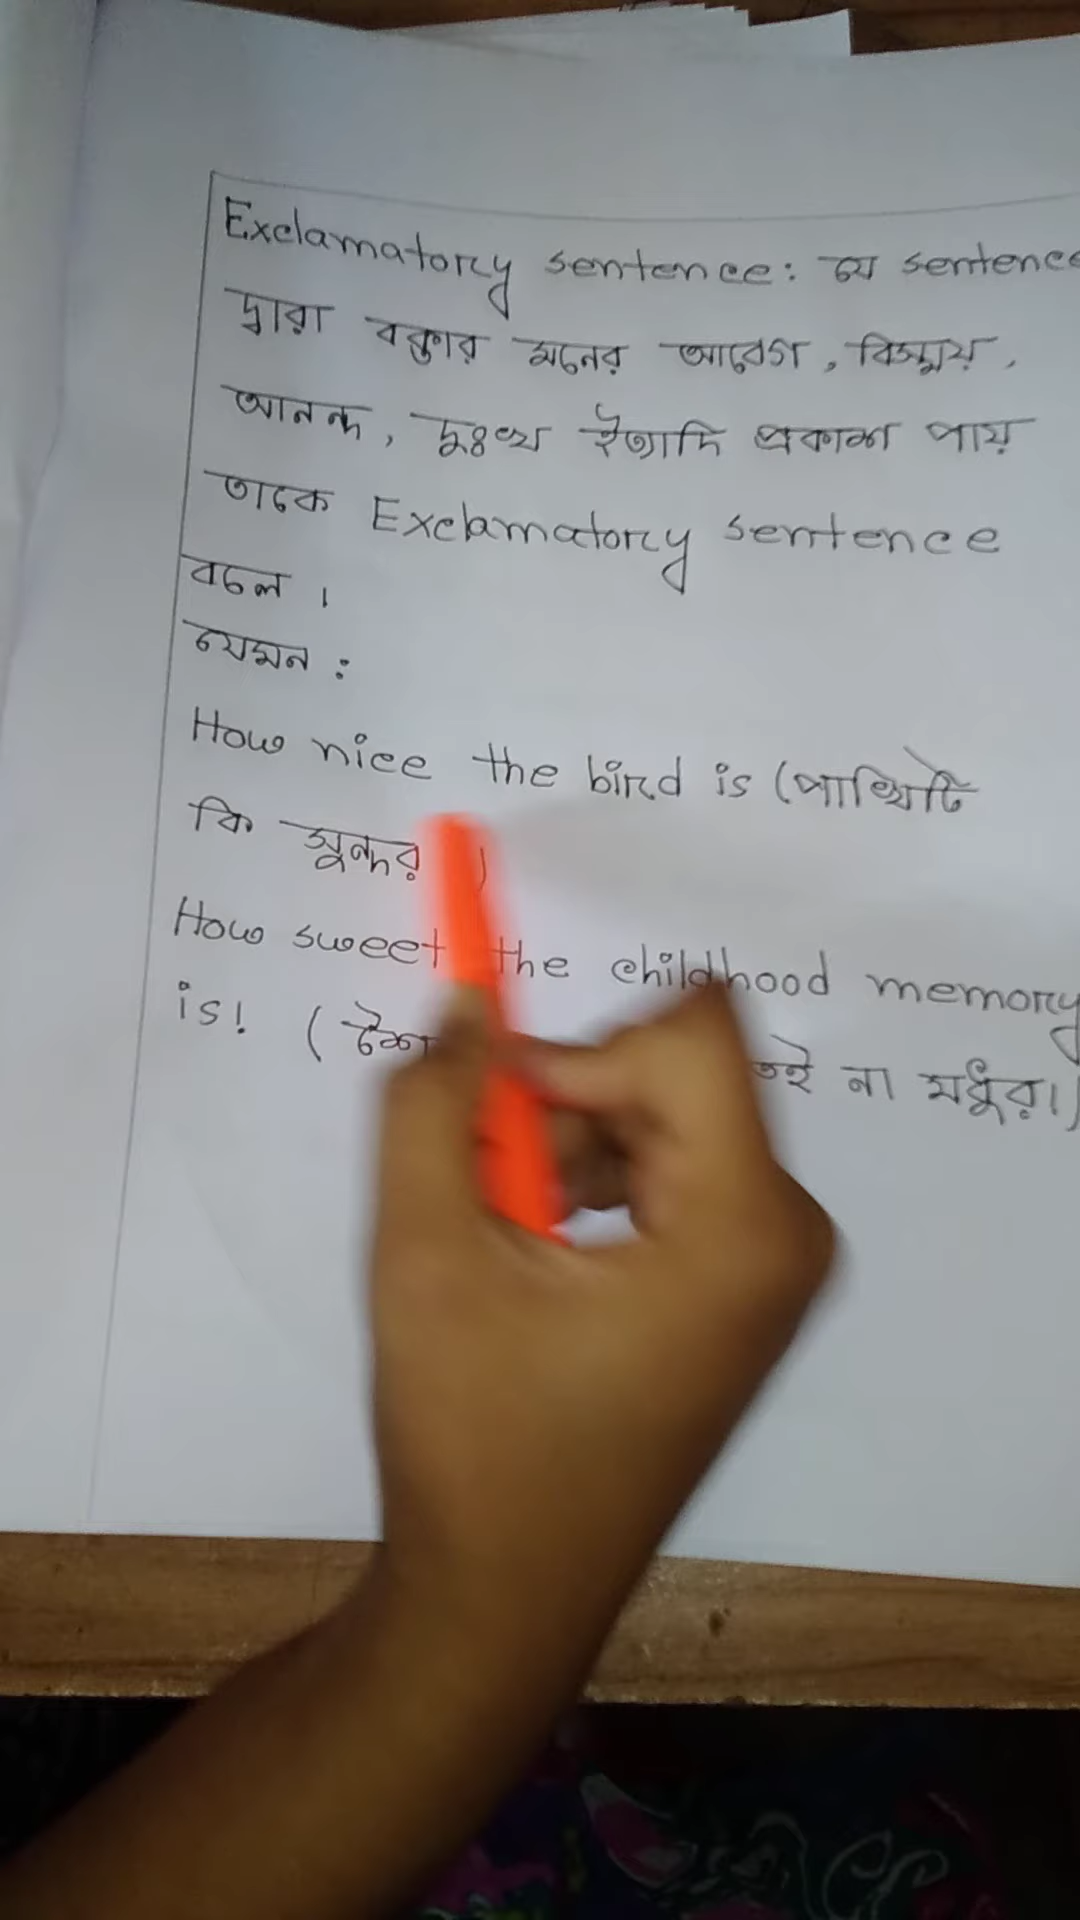 Exclamatory sentence: যে sentence
দ্বারা বক্তার মনের আবেগ, বিস্ময়,
আনন্দ, দুঃখ ইত্যাদি প্রকাশ পায়
তাকে Exclamatory sentence
বলে।
যেমন:
How nice the bird is (পাখিটি
কি সুন্দর)
How sweet the childhood memory
is! ( না মধুর।)